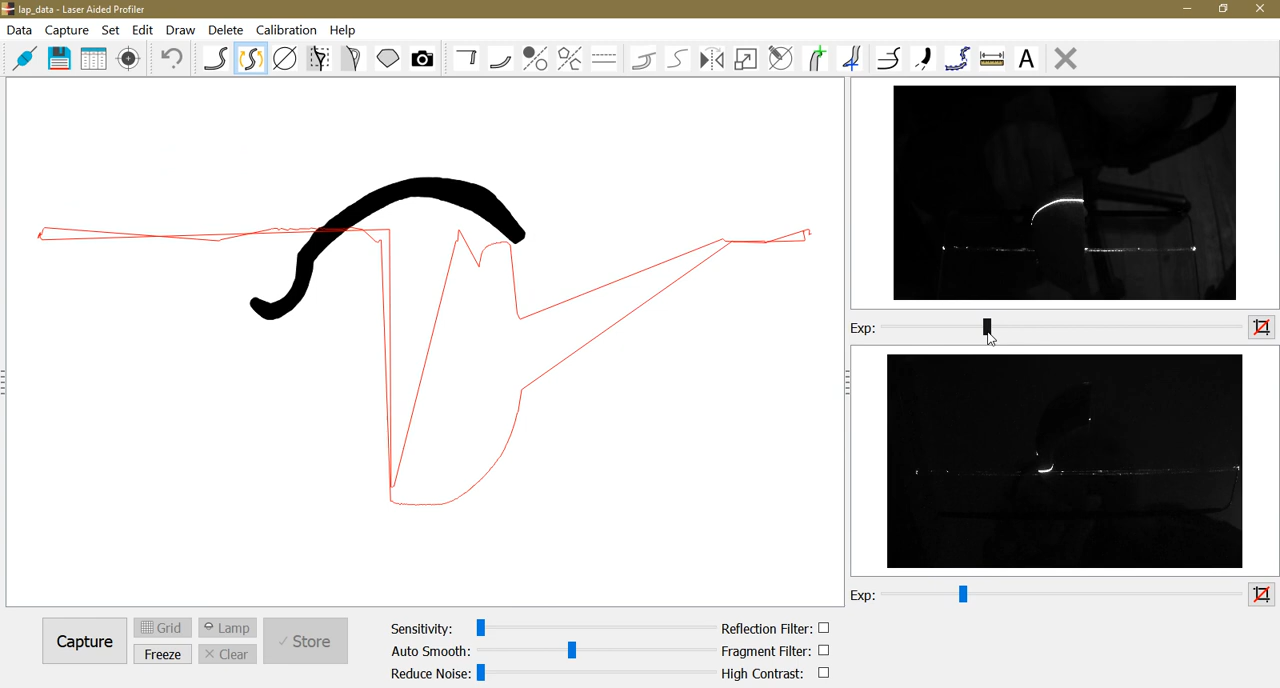 lap_data - Laser Aided Profiler
Data Capture Set Edit Draw Delete Calibration Help
A
Exp:
Exp:
Capture Grid Lamp Store
Freeze Clear
Sensitivity: Reflection Filter:
Auto Smooth: Fragment Filter:
Reduce Noise: High Contrast: